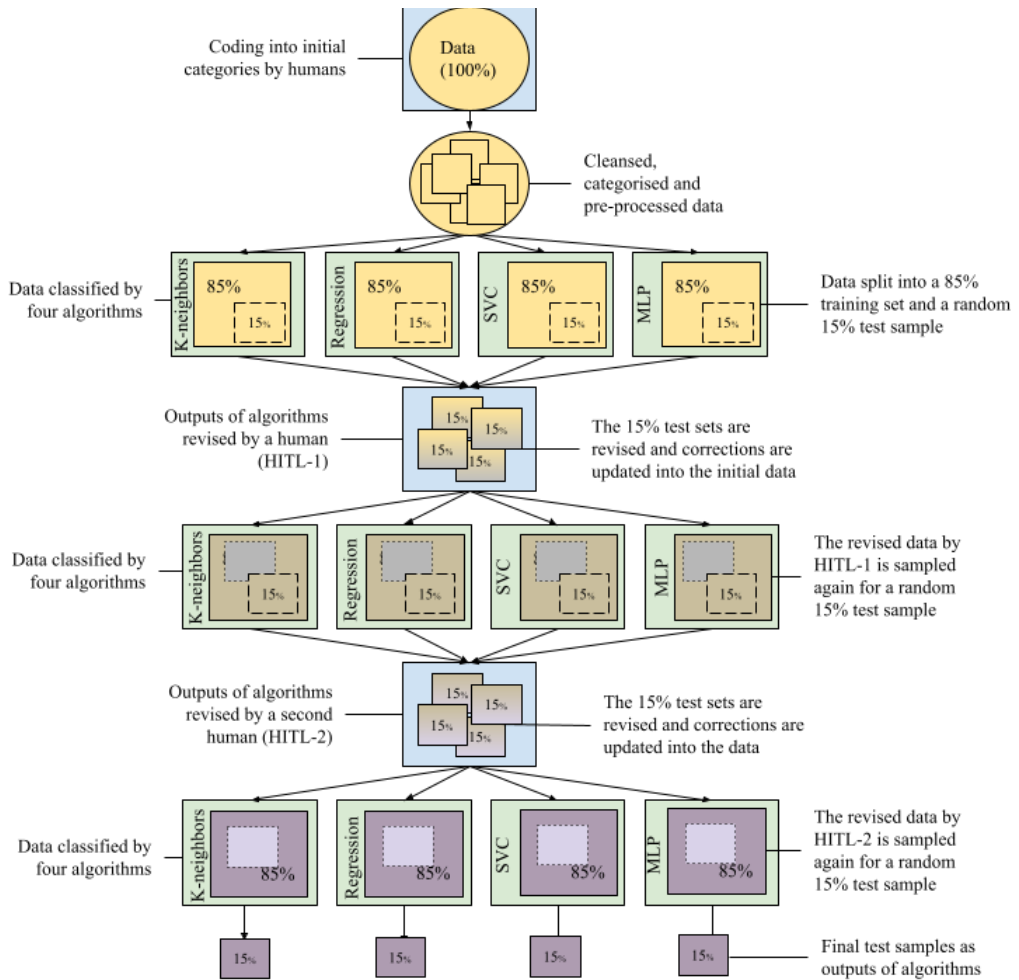 Coding into initial
categories by humans
Data
(100%)
Cleansed,
categorised and
pre-processed data
Data classified by
four algorithms
K-neighbors
85%
15%
Regression
85%
15%
SVC
85%
15%
MLP
85%
15%
Data split into a 85%
training set and a random
15% test sample
Outputs of algorithms
revised by a human
(HITL-1)
15%
15%
15%
15%
The 15% test sets are
revised and corrections are
updated into the initial data
Data classified by
four algorithms
K-neighbors
15%
Regression
15%
SVC
15%
MLP
15%
The revised data by
HITL-1 is sampled
again for a random
15% test sample
Outputs of algorithms
revised by a second
human (HITL-2)
15%
15%
15%
15%
The 15% test sets are
revised and corrections are
updated into the data
Data classified by
four algorithms
K-neighbors
85%
Regression
85%
SVC
85%
MLP
85%
The revised data by
HITL-2 is sampled
again for a random
15% test sample
15%
15%
15%
15%
Final test samples as
outputs of algorithms